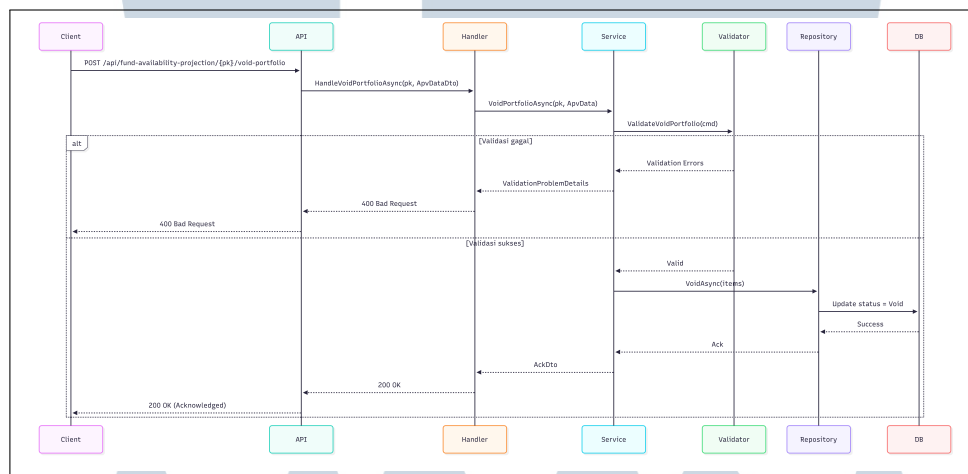 Client API Handler Service Validator Repository DB
POST /api/fund-availability-projection/{pk}/void-portfolio
HandleVoidPortfolioAsync(pk, ApvDataDto)
VoidPortfolioAsync(pk, ApvData)
ValidateVoidPortfolio(cmd)
alt
[Validasi gagal]
Validation Errors
ValidationProblemDetails
400 Bad Request
400 Bad Request
[Validasi sukses]
Valid
VoidAsync(items)
Update status = Void
Success
Ack
AckDto
200 OK
200 OK (Acknowledged)
Client API Handler Service Validator Repository DB